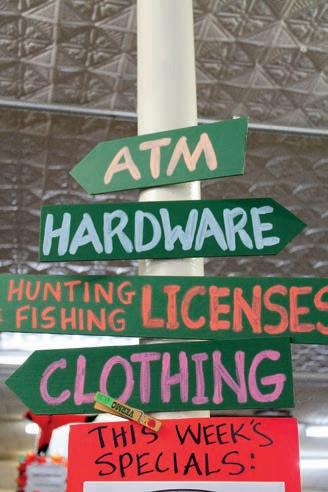 ATM
HARDWARE
HUNTING
& FISHING LICENSES
CLOTHING
THIS WEEK'S
SPECIALS: